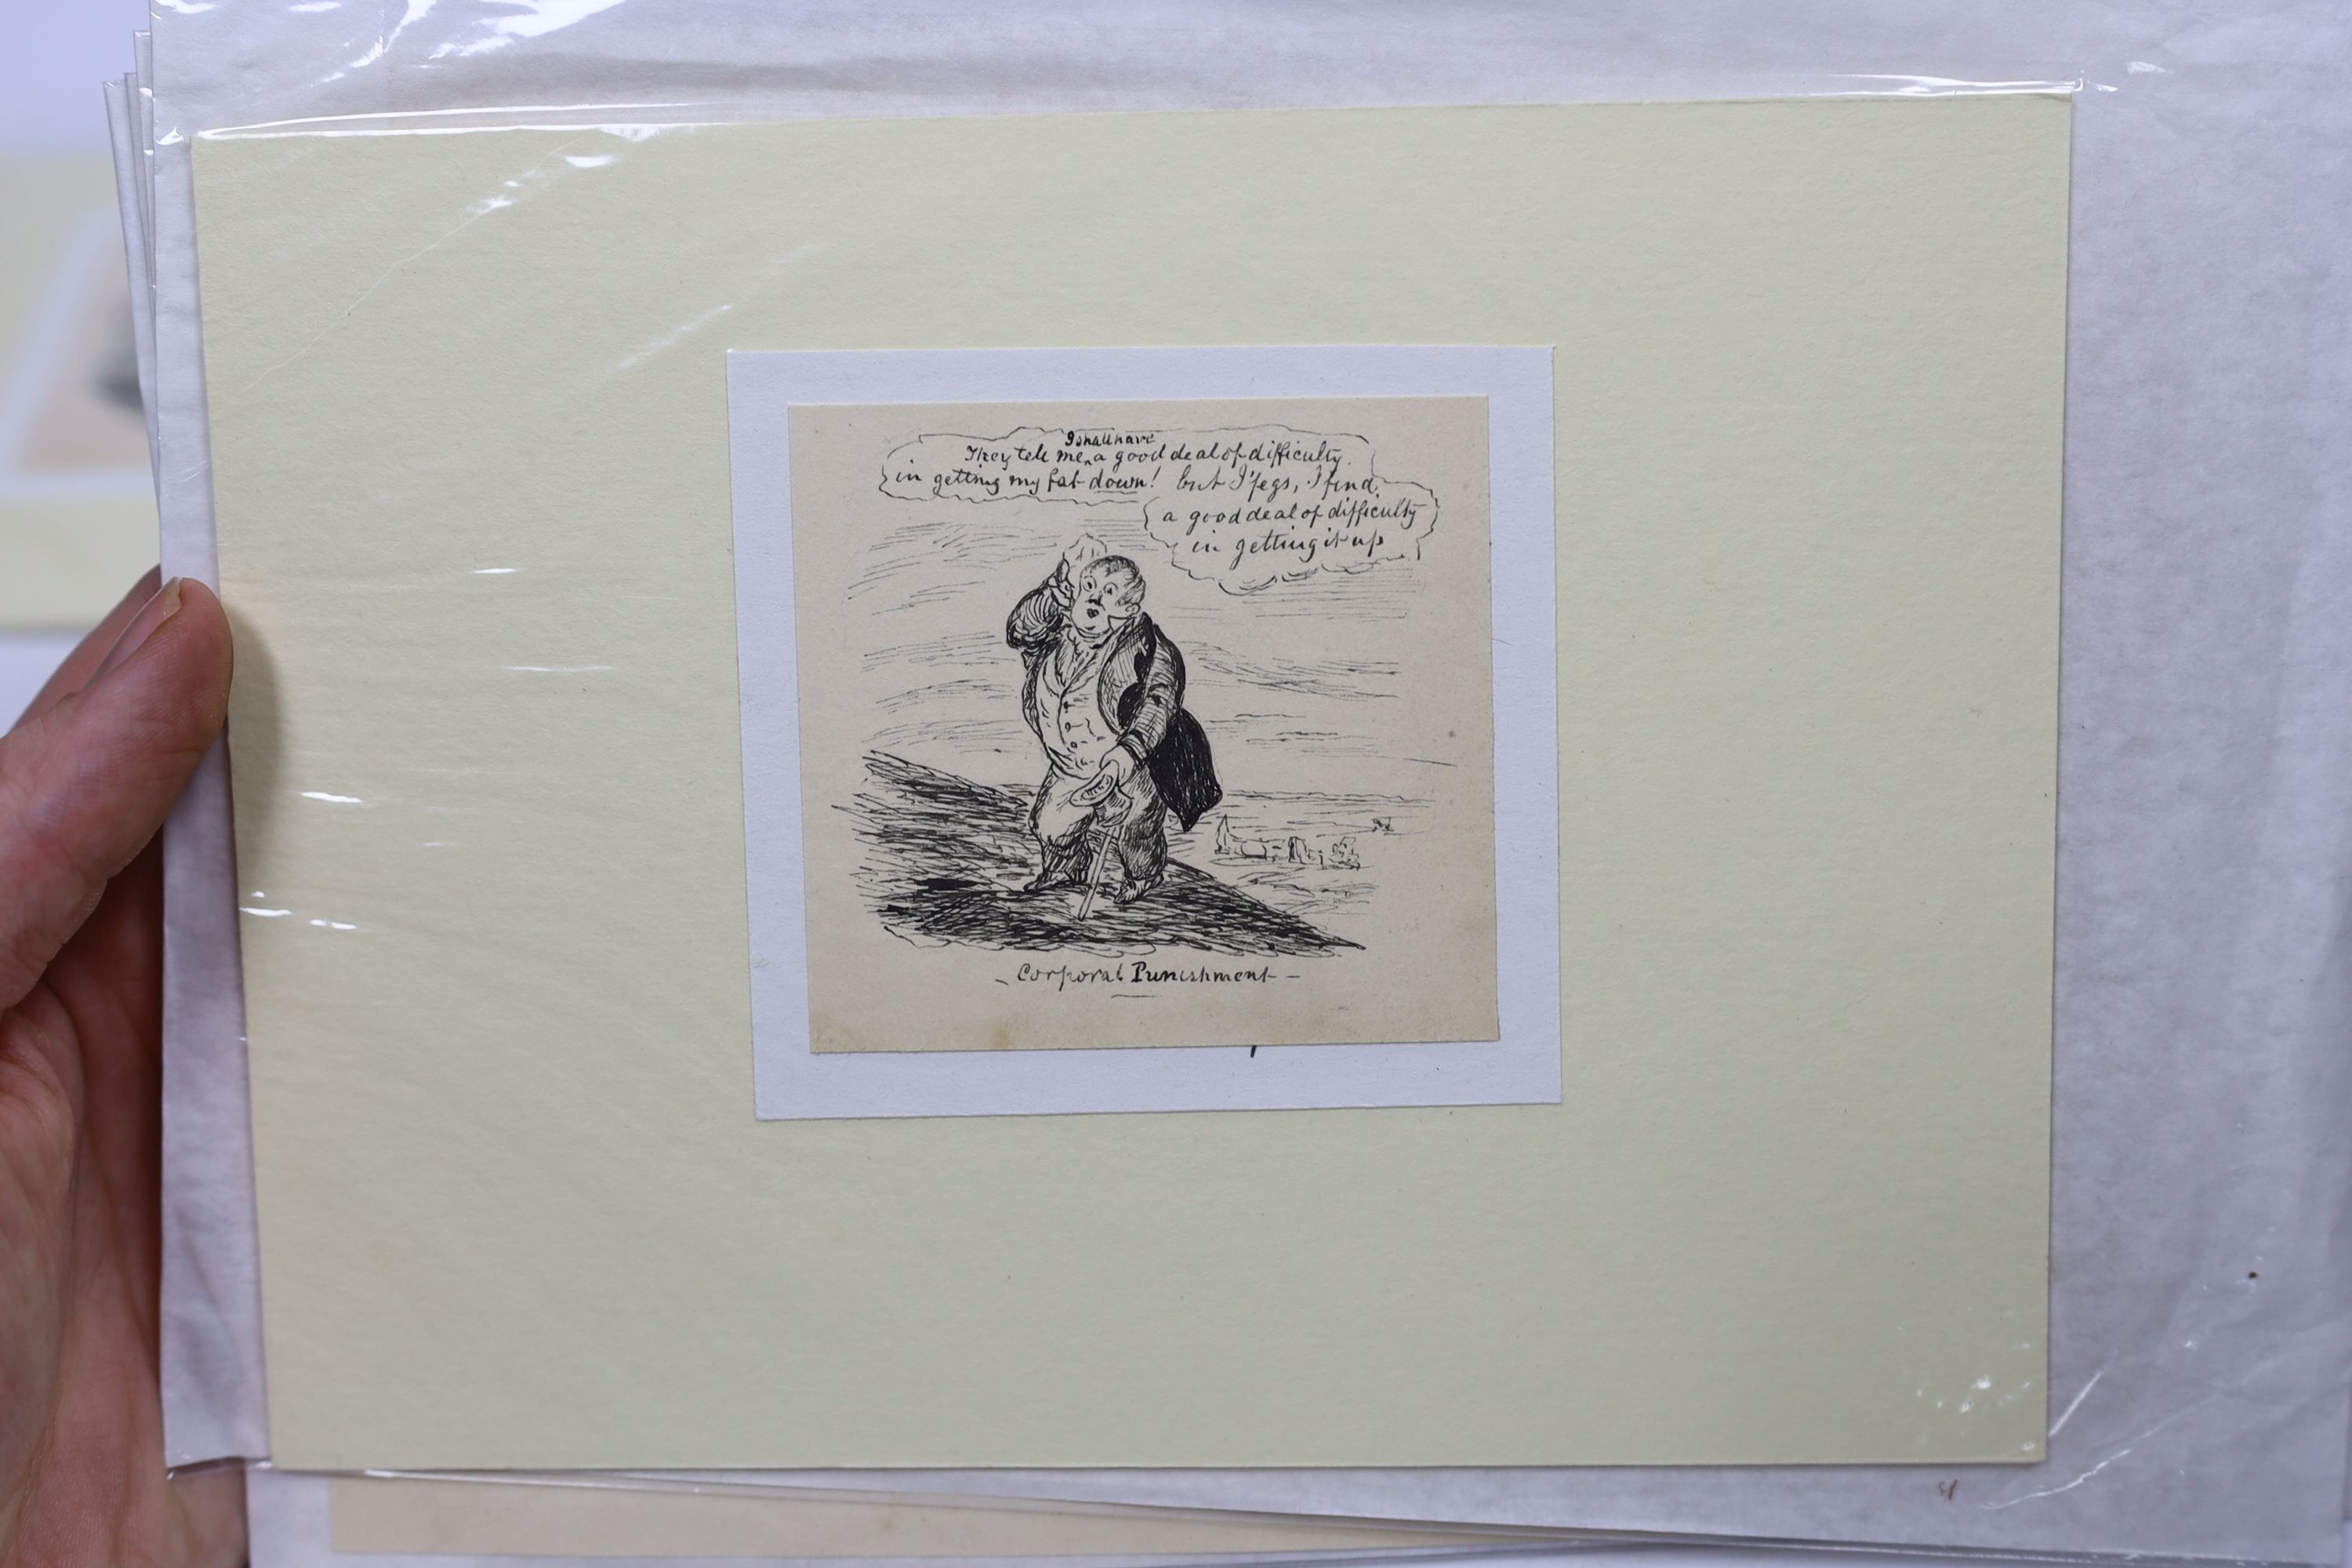 I shall have
They tell me ‸ a good deal of difficulty
in getting my fat down! but I'fegs, I find
a good deal of difficulty
in getting it up
- Corporal Punishment -